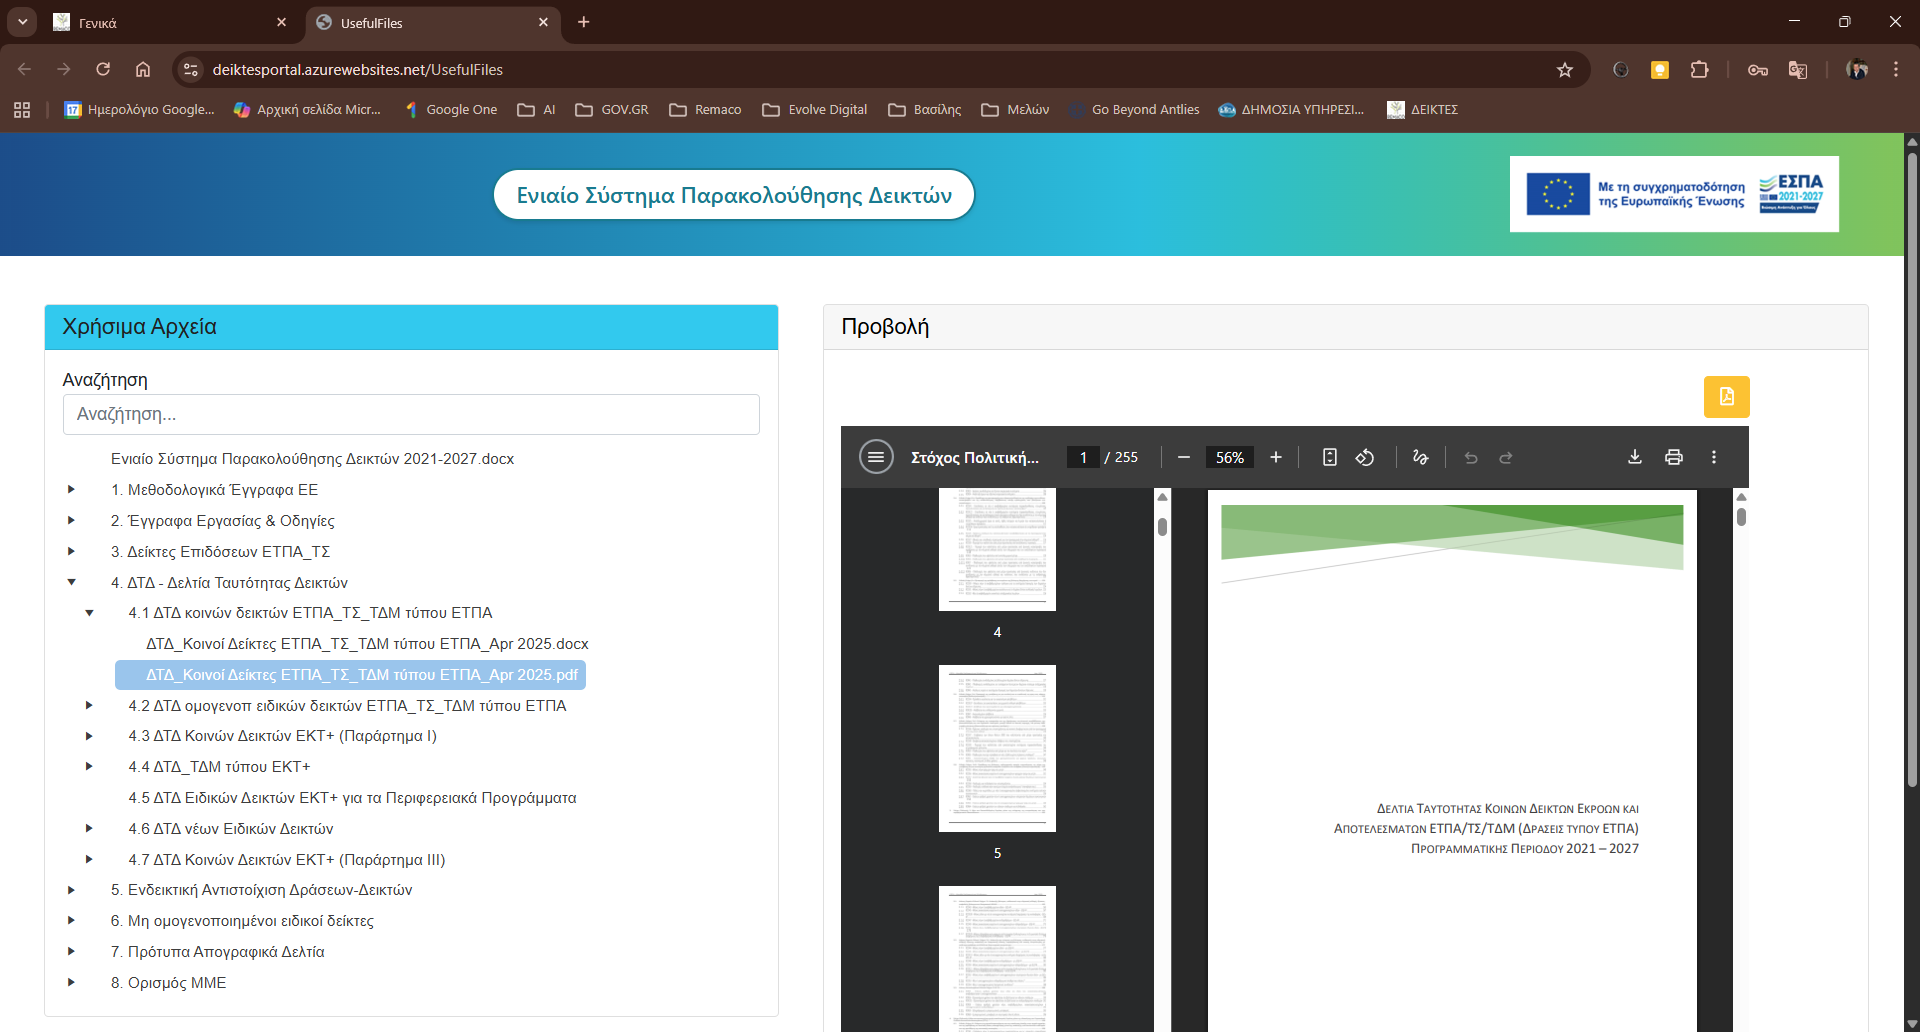 Γενικά
UsefulFiles
deiktesportal.azurewebsites.net/UsefulFiles
Ημερολόγιο Google...
Αρχική σελίδα Micr...
Google One
AI
GOV.GR
Remaco
Evolve Digital
Βασίλης
Μελών
Go Beyond Antlies
ΔΗΜΟΣΙΑ ΥΠΗΡΕΣΙ...
ΔΕΙΚΤΕΣ
Ενιαίο Σύστημα Παρακολούθησης Δεικτών
Με τη συγχρηματοδότηση
της Ευρωπαϊκής Ένωσης
ΕΣΠΑ
2021-2027
Χρήσιμα Αρχεία
Αναζήτηση
Αναζήτηση...
Ενιαίο Σύστημα Παρακολούθησης Δεικτών 2021-2027.docx
1. Μεθοδολογικά Έγγραφα ΕΕ
2. Έγγραφα Εργασίας & Οδηγίες
3. Δείκτες Επιδόσεων ΕΤΠΑ_ΤΣ
4. ΔΤΔ - Δελτία Ταυτότητας Δεικτών
4.1 ΔΤΔ κοινών δεικτών ΕΤΠΑ_ΤΣ_ΤΔΜ τύπου ΕΤΠΑ
ΔΤΔ_Κοινοί Δείκτες ΕΤΠΑ_ΤΣ_ΤΔΜ τύπου ΕΤΠΑ_Apr 2025.docx
ΔΤΔ_Κοινοί Δείκτες ΕΤΠΑ_ΤΣ_ΤΔΜ τύπου ΕΤΠΑ_Apr 2025.pdf
4.2 ΔΤΔ ομογενοπ ειδικών δεικτών ΕΤΠΑ_ΤΣ_ΤΔΜ τύπου ΕΤΠΑ
4.3 ΔΤΔ Κοινών Δεικτών ΕΚΤ+ (Παράρτημα Ι)
4.4 ΔΤΔ_ΤΔΜ τύπου ΕΚΤ+
4.5 ΔΤΔ Ειδικών Δεικτών ΕΚΤ+ για τα Περιφερειακά Προγράμματα
4.6 ΔΤΔ νέων Ειδικών Δεικτών
4.7 ΔΤΔ Κοινών Δεικτών ΕΚΤ+ (Παράρτημα ΙΙΙ)
5. Ενδεικτική Αντιστοίχιση Δράσεων-Δεικτών
6. Μη ομογενοποιημένοι ειδικοί δείκτες
7. Πρότυπα Απογραφικά Δελτία
8. Ορισμός ΜΜΕ
Προβολή
Στόχος Πολιτική...
1 / 255
56%
4
5
ΔΕΛΤΙΑ ΤΑΥΤΟΤΗΤΑΣ ΚΟΙΝΩΝ ΔΕΙΚΤΩΝ ΕΚΡΟΩΝ ΚΑΙ
ΑΠΟΤΕΛΕΣΜΑΤΩΝ ΕΤΠΑ/ΤΣ/ΤΔΜ (ΔΡΑΣΕΙΣ ΤΥΠΟΥ ΕΤΠΑ)
ΠΡΟΓΡΑΜΜΑΤΙΚΗΣ ΠΕΡΙΟΔΟΥ 2021 – 2027